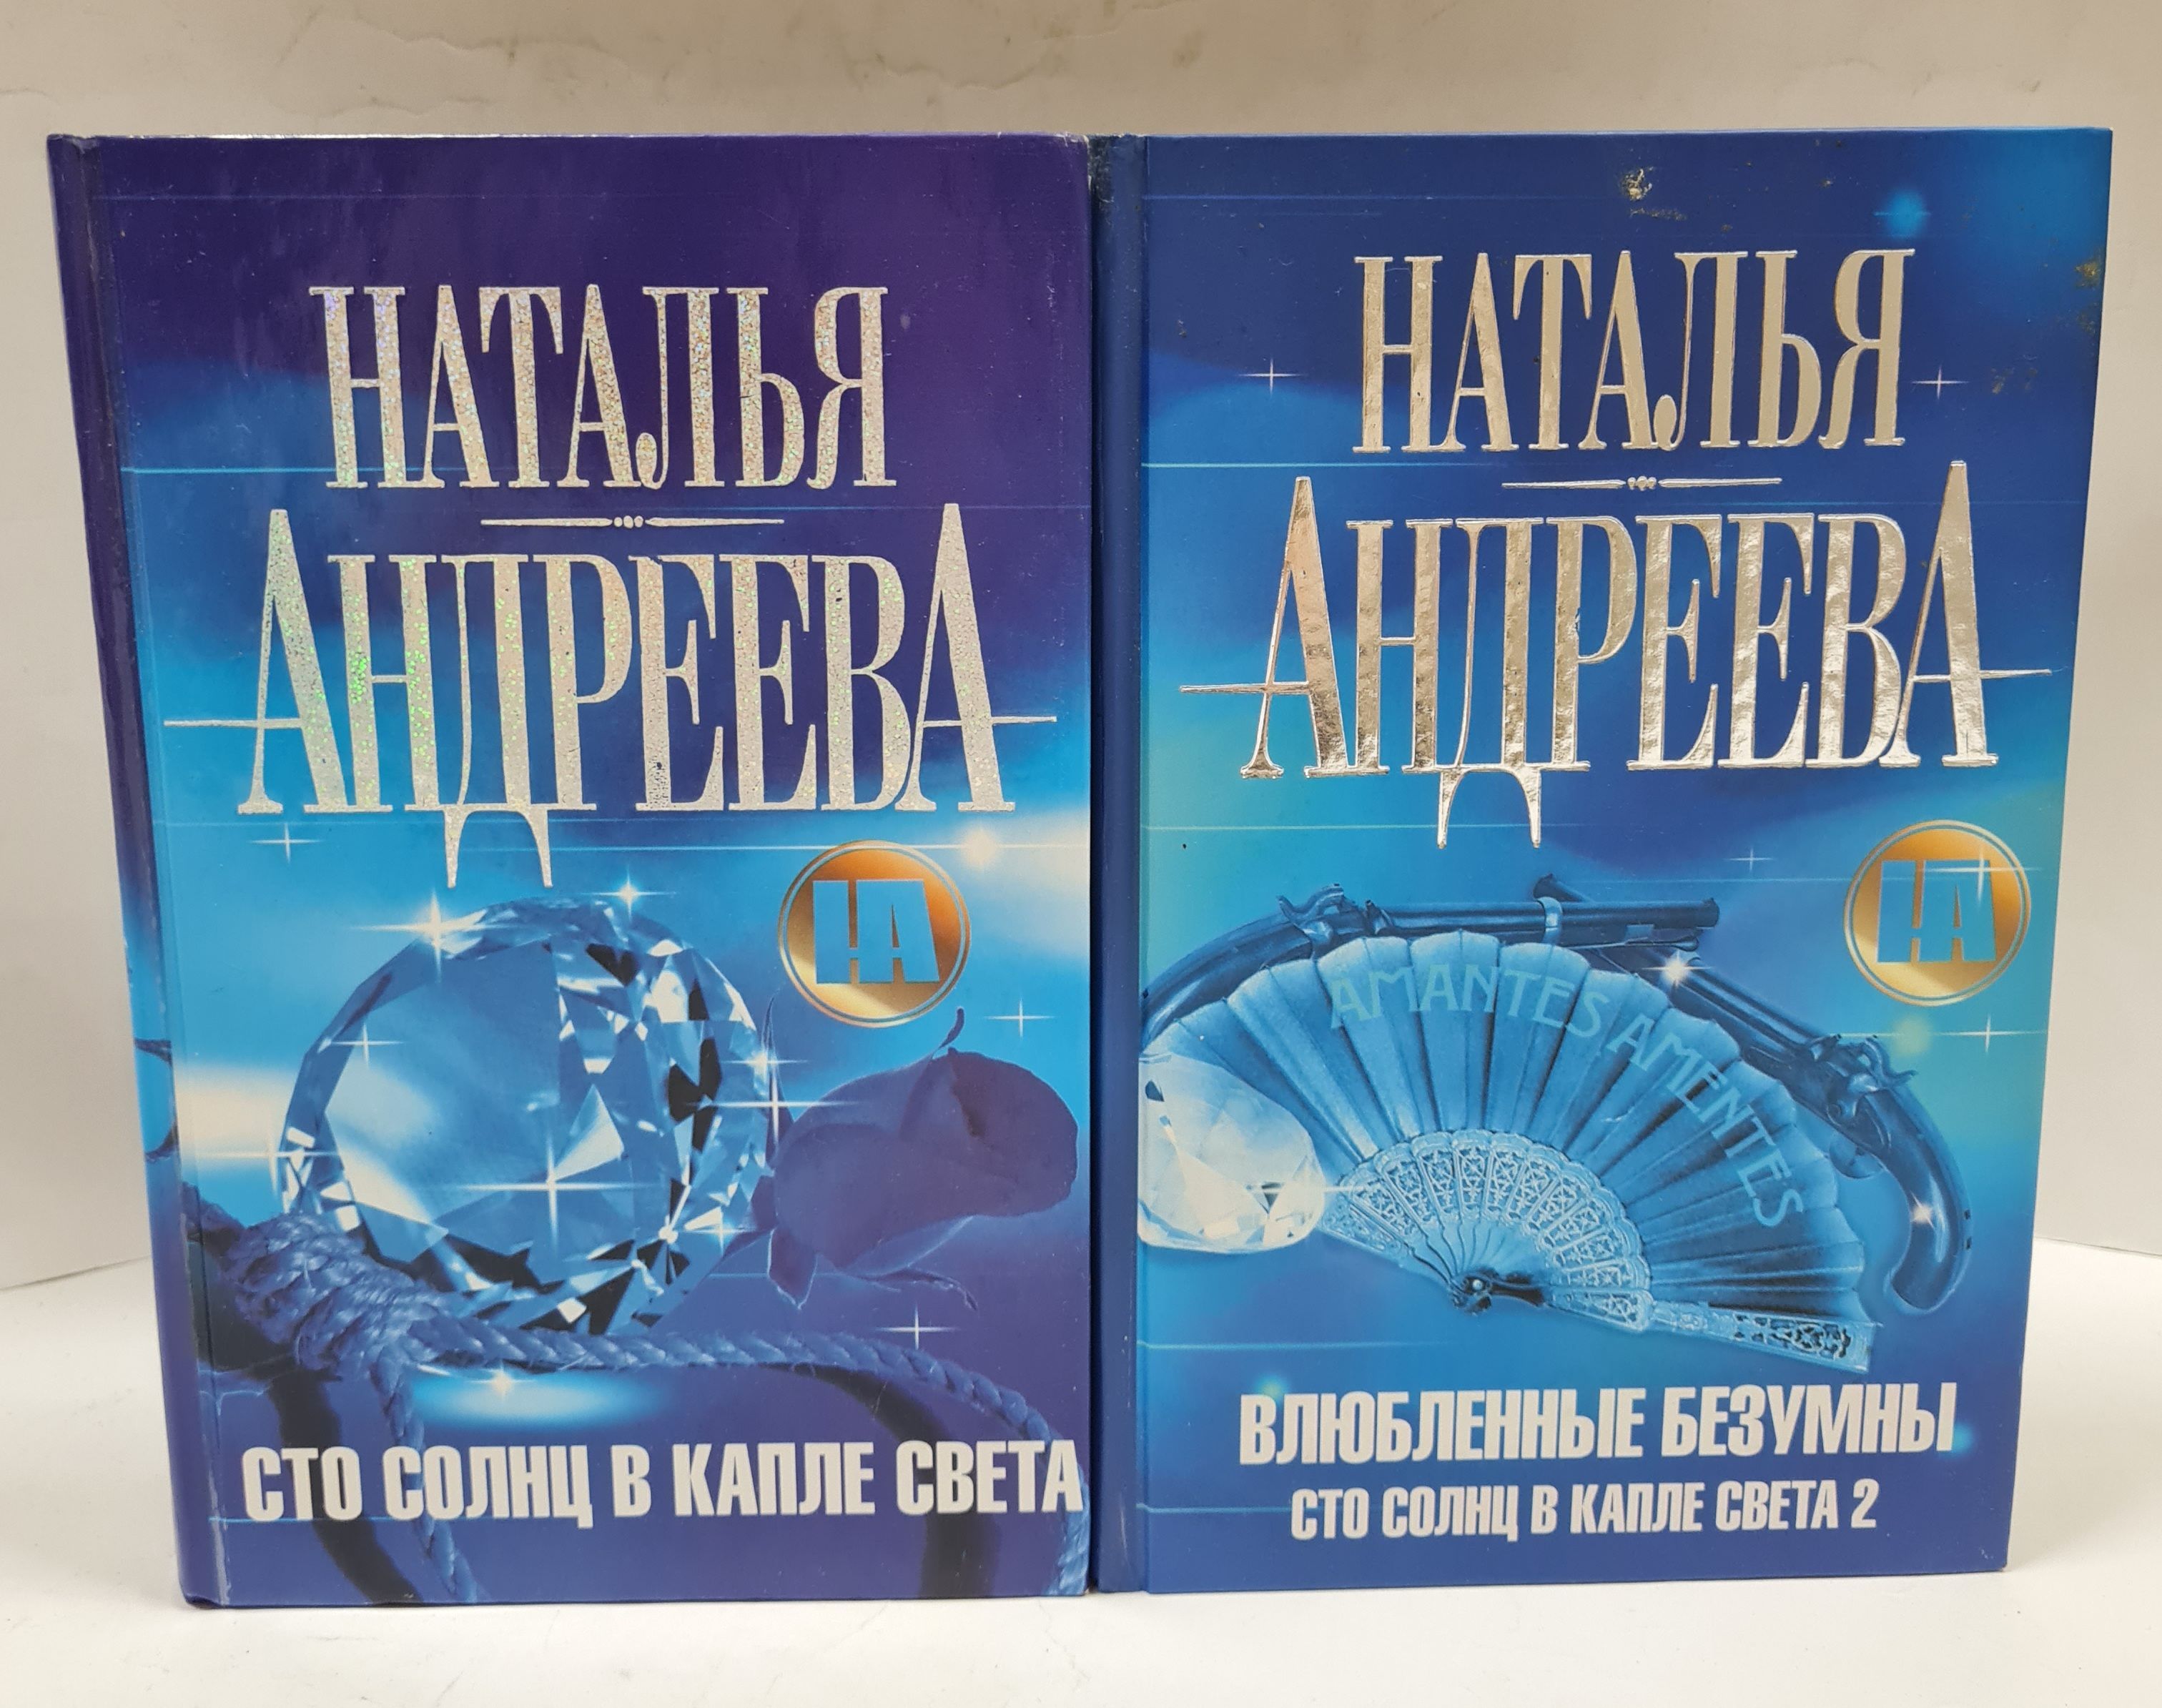 НАТАЛЬЯ
АНДРЕЕВА
НА
СТО СОЛНЦ В КАПЛЕ СВЕТА
НАТАЛЬЯ
АНДРЕЕВА
НА
AMANTES AMENTES
ВЛЮБЛЕННЫЕ БЕЗУМНЫ
СТО СОЛНЦ В КАПЛЕ СВЕТА 2